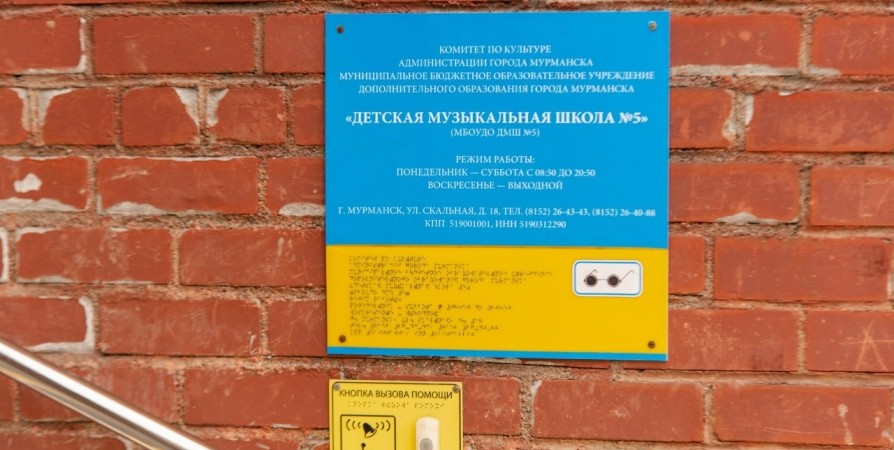 КОМИТЕТ ПО КУЛЬТУРЕ
АДМИНИСТРАЦИИ ГОРОДА МУРМАНСКА
МУНИЦИПАЛЬНОЕ БЮДЖЕТНОЕ ОБРАЗОВАТЕЛЬНОЕ УЧРЕЖДЕНИЕ
ДОПОЛНИТЕЛЬНОГО ОБРАЗОВАНИЯ ГОРОДА МУРМАНСКА
«ДЕТСКАЯ МУЗЫКАЛЬНАЯ ШКОЛА №5»
(МБОУДО ДМШ №5)
РЕЖИМ РАБОТЫ:
ПОНЕДЕЛЬНИК — СУББОТА С 08:50 ДО 20:50
ВОСКРЕСЕНЬЕ — ВЫХОДНОЙ
Г. МУРМАНСК, УЛ. СКАЛЬНАЯ, Д. 18, ТЕЛ. (8152) 26-43-43, (8152) 26-40-88
КПП 519001001, ИНН 5190312290
КНОПКА ВЫЗОВА ПОМОЩИ